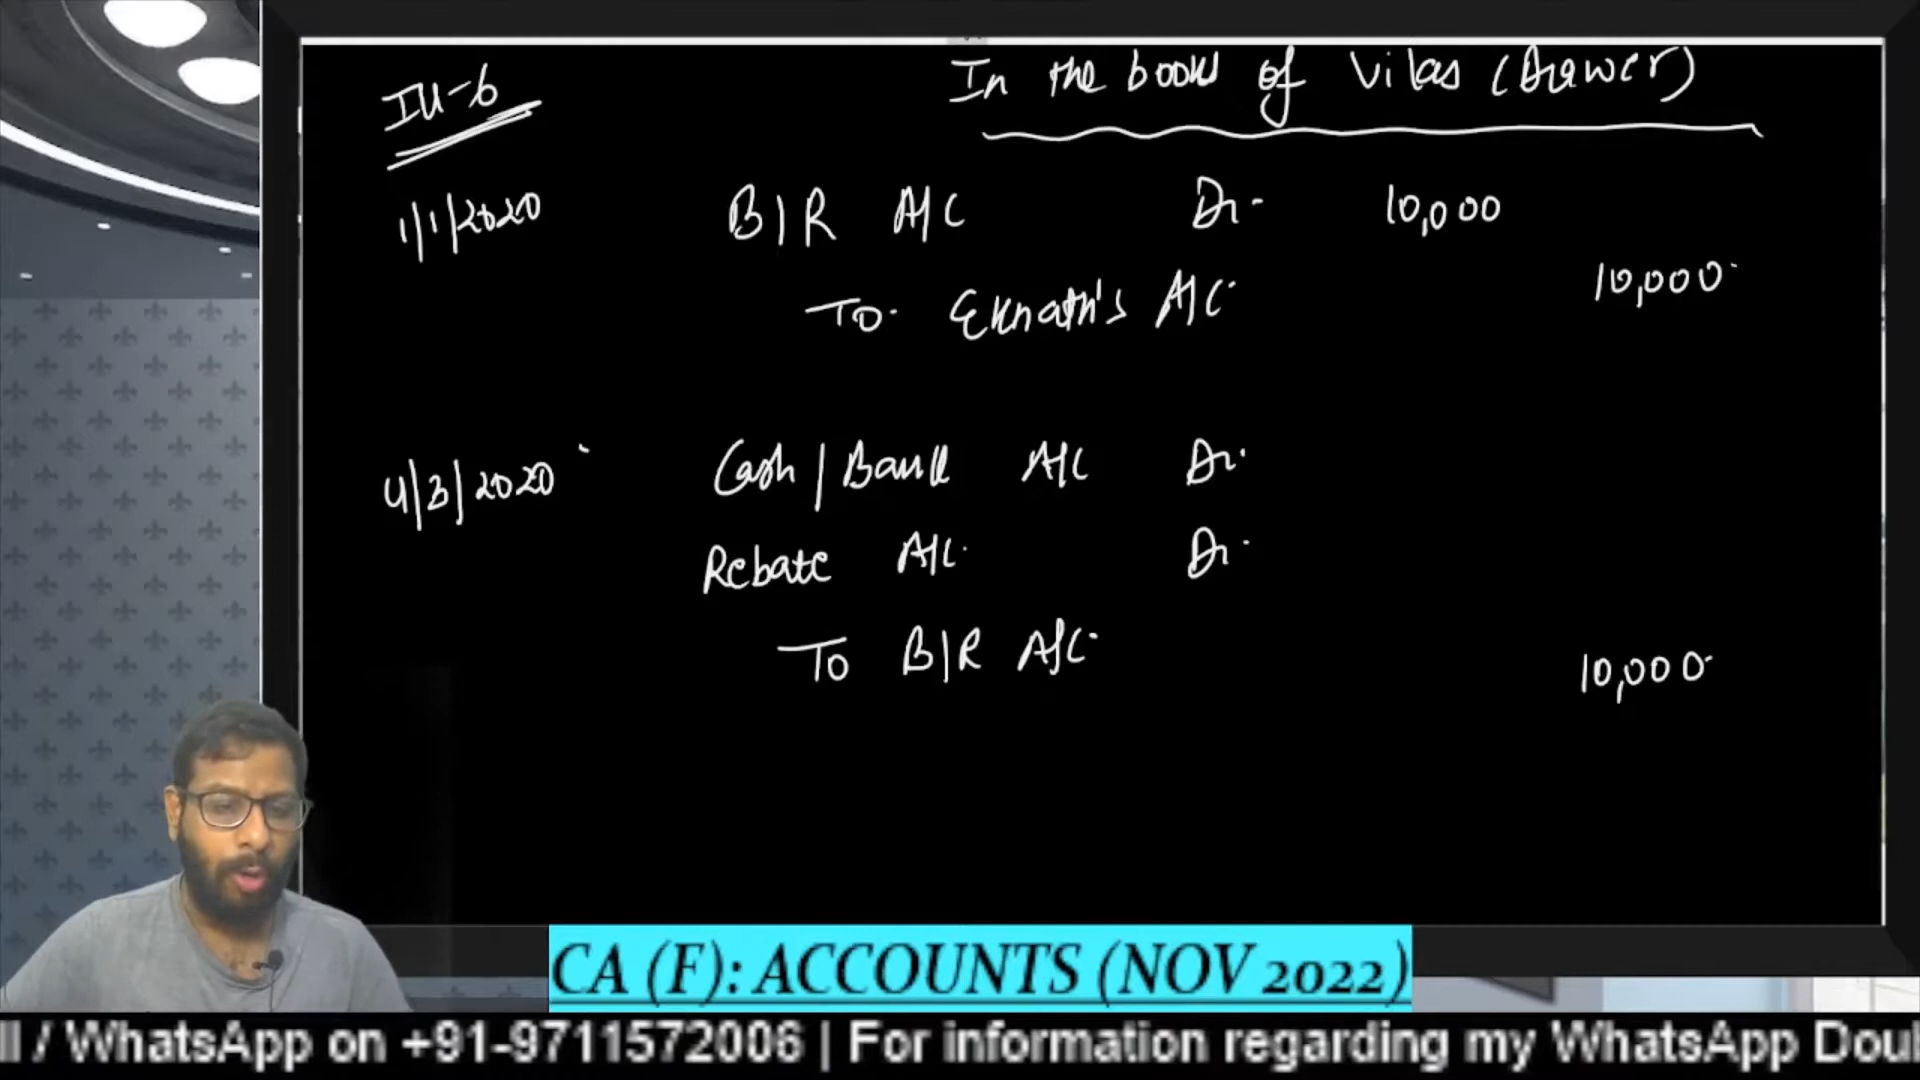 In the books of Vilas (Drawer)
Ill-6
1/1/2020 B/R A/C Dr. 10,000
To Eknath's A/C 10,000
4/3/2020 Cash/Bank A/C Dr.
Rebate A/C Dr.
To B/R A/C 10,000
CA (F): ACCOUNTS (NOV 2022)
ll / WhatsApp on +91-9711572006 | For information regarding my WhatsApp Doul